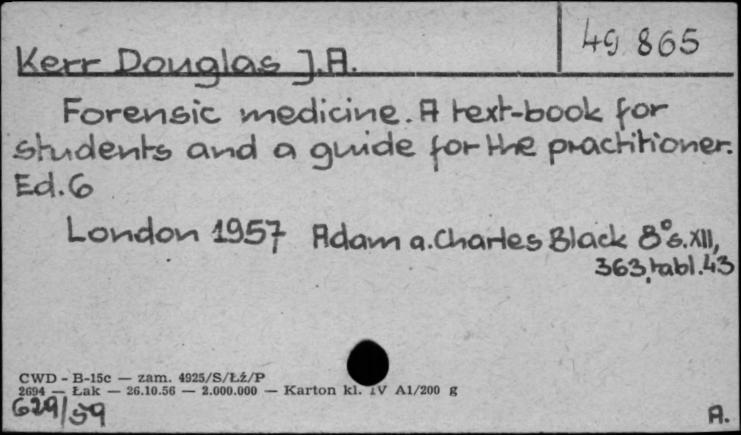 49 865
Kerr Douglas J.A.
Forensic medicine. A text-book for
students and a guide for the practitioner.
Ed. 6
London 1957 Adam a. Charles Black 8° s. XII,
363, tabl. 43
CWD - B-15c — zam. 4925/S/Łż/P
2694 — Łak — 26.10.56 — 2.000.000 — Karton kl. IV A1/200 g
629/59
A.